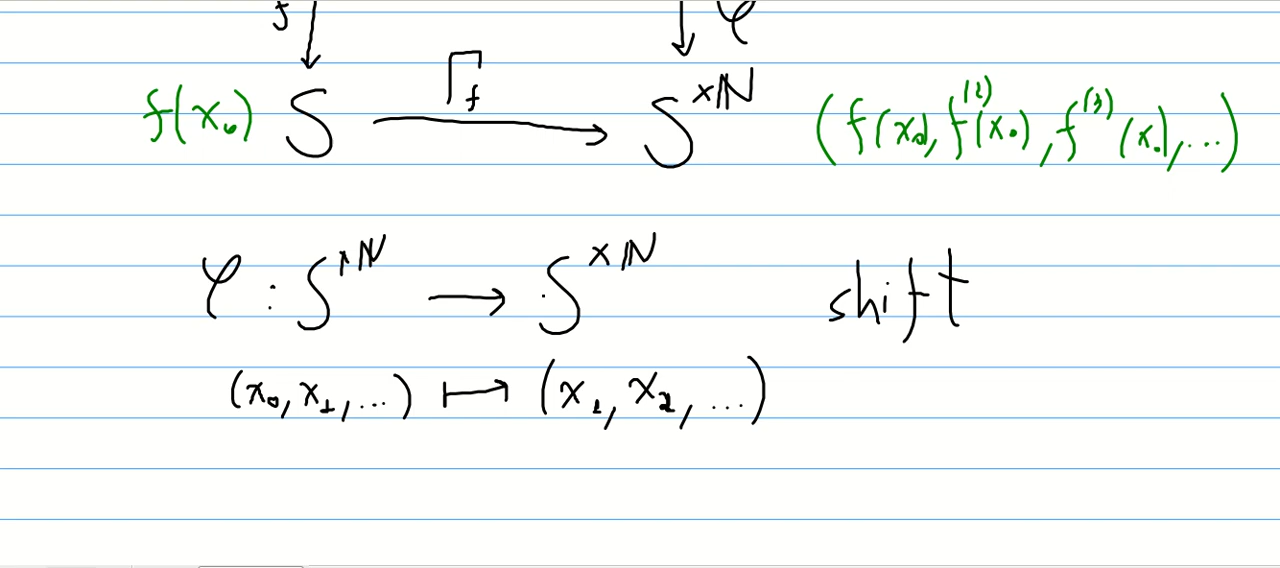 f ↓ ↓ φ
f(x₀) S →^{Γ_f} S^{×ℕ} (f(x₀), f^{(2)}(x₀), f^{(3)}(x₀), ...)
φ : S^{×ℕ} → S^{×ℕ} shift
(x₀, x₁, ...) ↦ (x₁, x₂, ...)